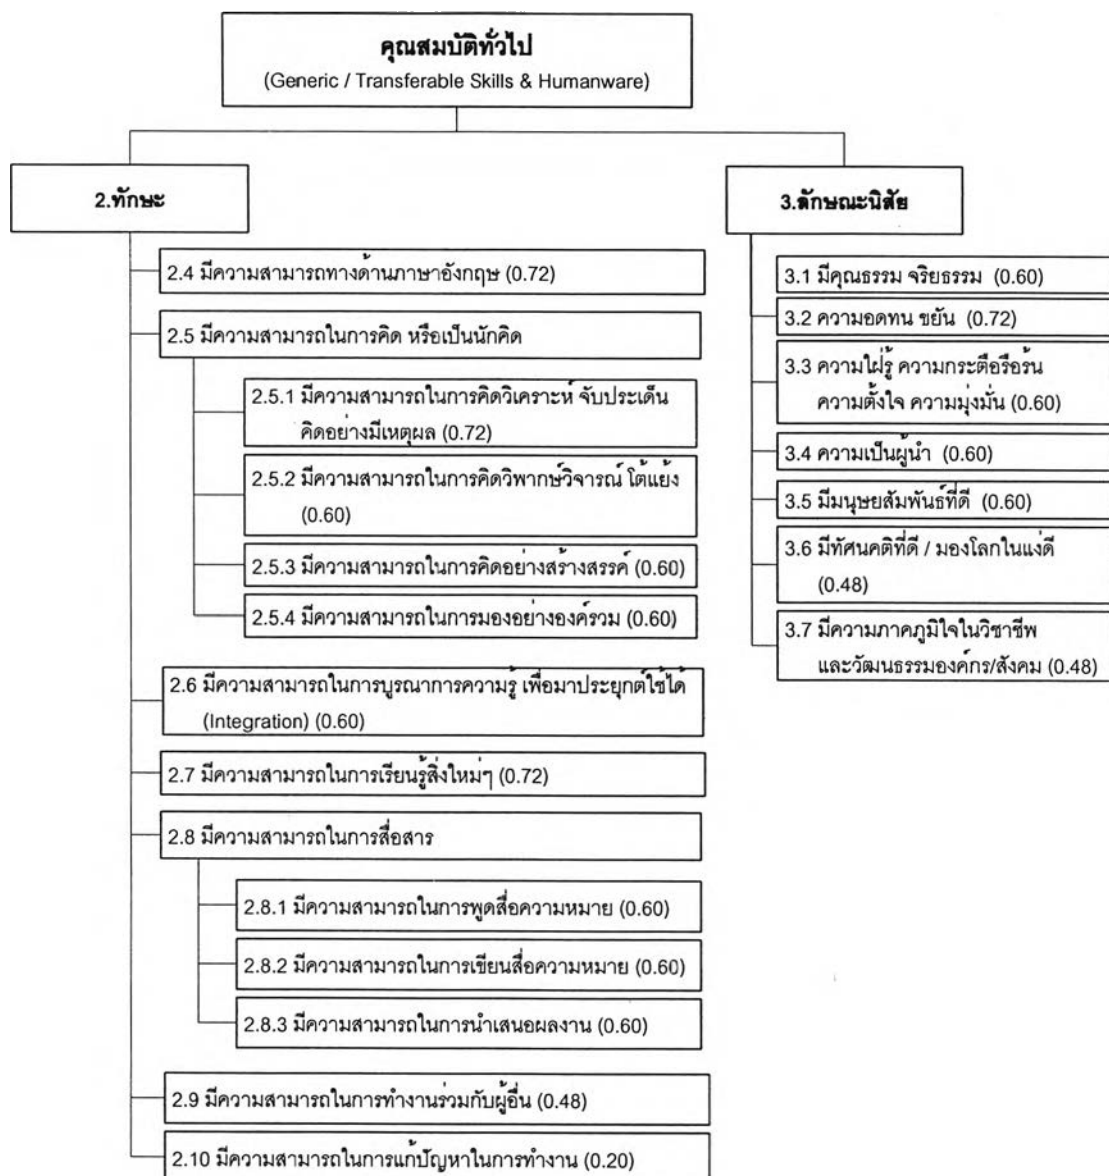 คุณสมบัติทั่วไป
(Generic / Transferable Skills & Humanware)
2.ทักษะ
2.4 มีความสามารถทางด้านภาษาอังกฤษ (0.72)
2.5 มีความสามารถในการคิด หรือเป็นนักคิด
2.5.1 มีความสามารถในการคิดวิเคราะห์ จับประเด็น
คิดอย่างมีเหตุผล (0.72)
2.5.2 มีความสามารถในการคิดวิพากษ์วิจารณ์ โต้แย้ง
(0.60)
2.5.3 มีความสามารถในการคิดอย่างสร้างสรรค์ (0.60)
2.5.4 มีความสามารถในการมองอย่างองค์รวม (0.60)
2.6 มีความสามารถในการบูรณาการความรู้ เพื่อมาประยุกต์ใช้ได้
(Integration) (0.60)
2.7 มีความสามารถในการเรียนรู้สิ่งใหม่ๆ (0.72)
2.8 มีความสามารถในการสื่อสาร
2.8.1 มีความสามารถในการพูดสื่อความหมาย (0.60)
2.8.2 มีความสามารถในการเขียนสื่อความหมาย (0.60)
2.8.3 มีความสามารถในการนำเสนอผลงาน (0.60)
2.9 มีความสามารถในการทำงานร่วมกับผู้อื่น (0.48)
2.10 มีความสามารถในการแก้ปัญหาในการทำงาน (0.20)
3.ลักษณะนิสัย
3.1 มีคุณธรรม จริยธรรม (0.60)
3.2 ความอดทน ขยัน (0.72)
3.3 ความใฝ่รู้ ความกระตือรือร้น
ความตั้งใจ ความมุ่งมั่น (0.60)
3.4 ความเป็นผู้นำ (0.60)
3.5 มีมนุษยสัมพันธ์ที่ดี (0.60)
3.6 มีทัศนคติที่ดี / มองโลกในแง่ดี
(0.48)
3.7 มีความภาคภูมิใจในวิชาชีพ
และวัฒนธรรมองค์กร/สังคม (0.48)